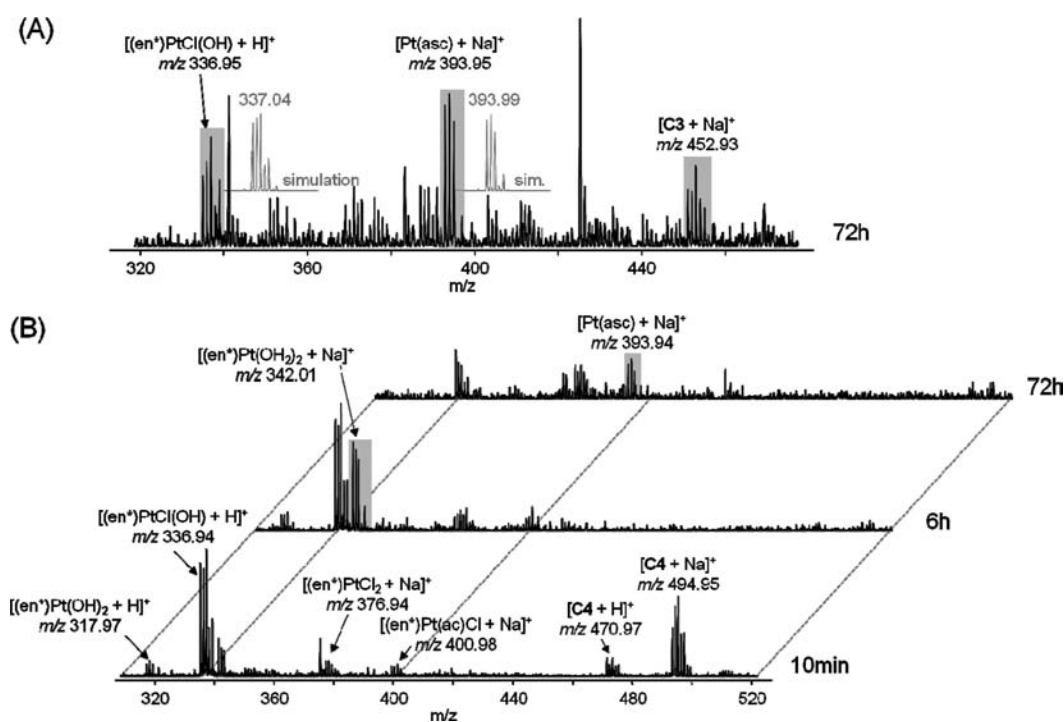 (A)
[(en*)PtCl(OH) + H]⁺
m/z 336.95
337.04
simulation
[Pt(asc) + Na]⁺
m/z 393.95
393.99
sim.
[C3 + Na]⁺
m/z 452.93
72h
320
360
400
440
m/z
(B)
[Pt(asc) + Na]⁺
m/z 393.94
72h
[(en*)Pt(OH₂)₂ + Na]⁺
m/z 342.01
6h
[(en*)PtCl(OH) + H]⁺
m/z 336.94
[(en*)Pt(OH)₂ + H]⁺
m/z 317.97
[(en*)PtCl₂ + Na]⁺
m/z 376.94
[(en*)Pt(ac)Cl + Na]⁺
m/z 400.98
[C4 + H]⁺
m/z 470.97
[C4 + Na]⁺
m/z 494.95
10min
320
360
400
440
480
520
m/z